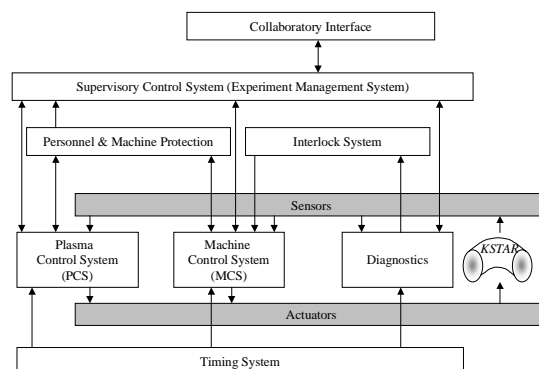 Collaboratory Interface
Supervisory Control System (Experiment Management System)
Personnel & Machine Protection
Interlock System
Sensors
Plasma
Control System
(PCS)
Machine
Control System
(MCS)
Diagnostics
KSTAR
Actuators
Timing System